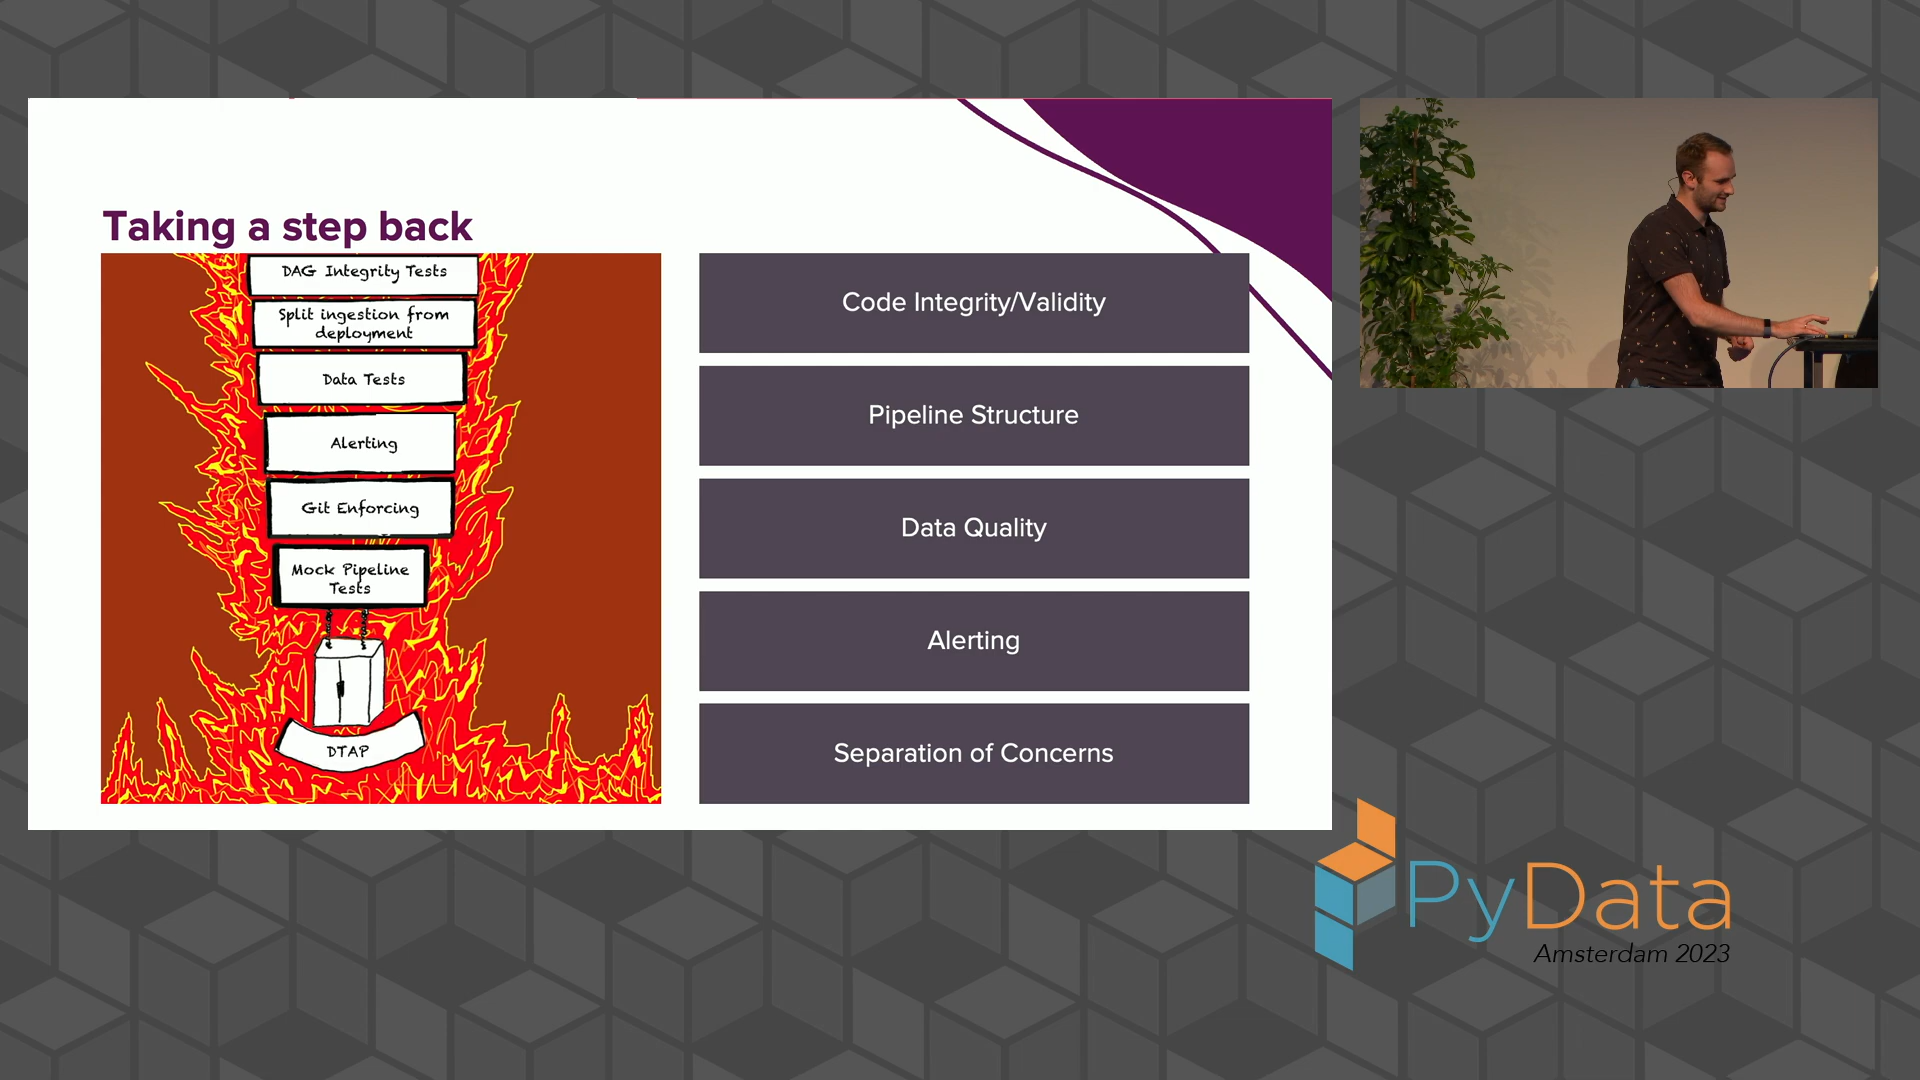 Taking a step back
DAG Integrity Tests
Split ingestion from
deployment
Data Tests
Alerting
Git Enforcing
Mock Pipeline
Tests
DTAP
Code Integrity/Validity
Pipeline Structure
Data Quality
Alerting
Separation of Concerns
PyData
Amsterdam 2023